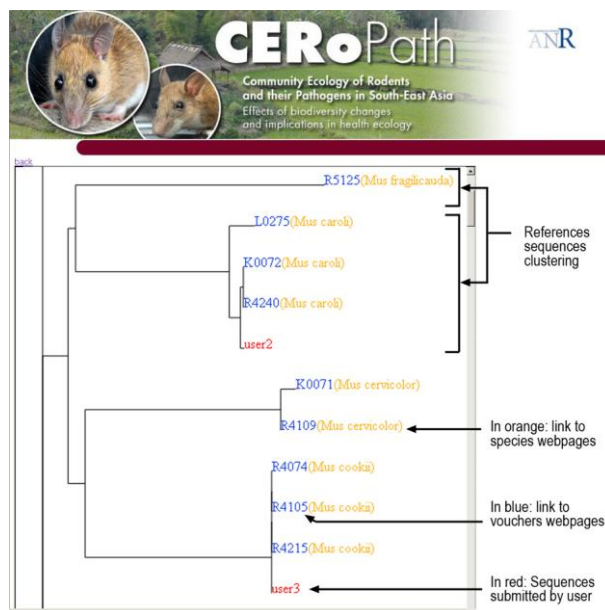 CERoPath
ANR
Community Ecology of Rodents
and their Pathogens in South-East Asia
Effects of biodiversity changes
and implications in health ecology
back
R5125(Mus fragilicauda)
L0275(Mus caroli)
K0072(Mus caroli)
R4240(Mus caroli)
user2
References
sequences
clustering
K0071(Mus cervicolor)
R4109(Mus cervicolor)
In orange: link to
species webpages
R4074(Mus cookii)
R4105(Mus cookii)
In blue: link to
vouchers webpages
R4215(Mus cookii)
user3
In red: Sequences
submitted by user